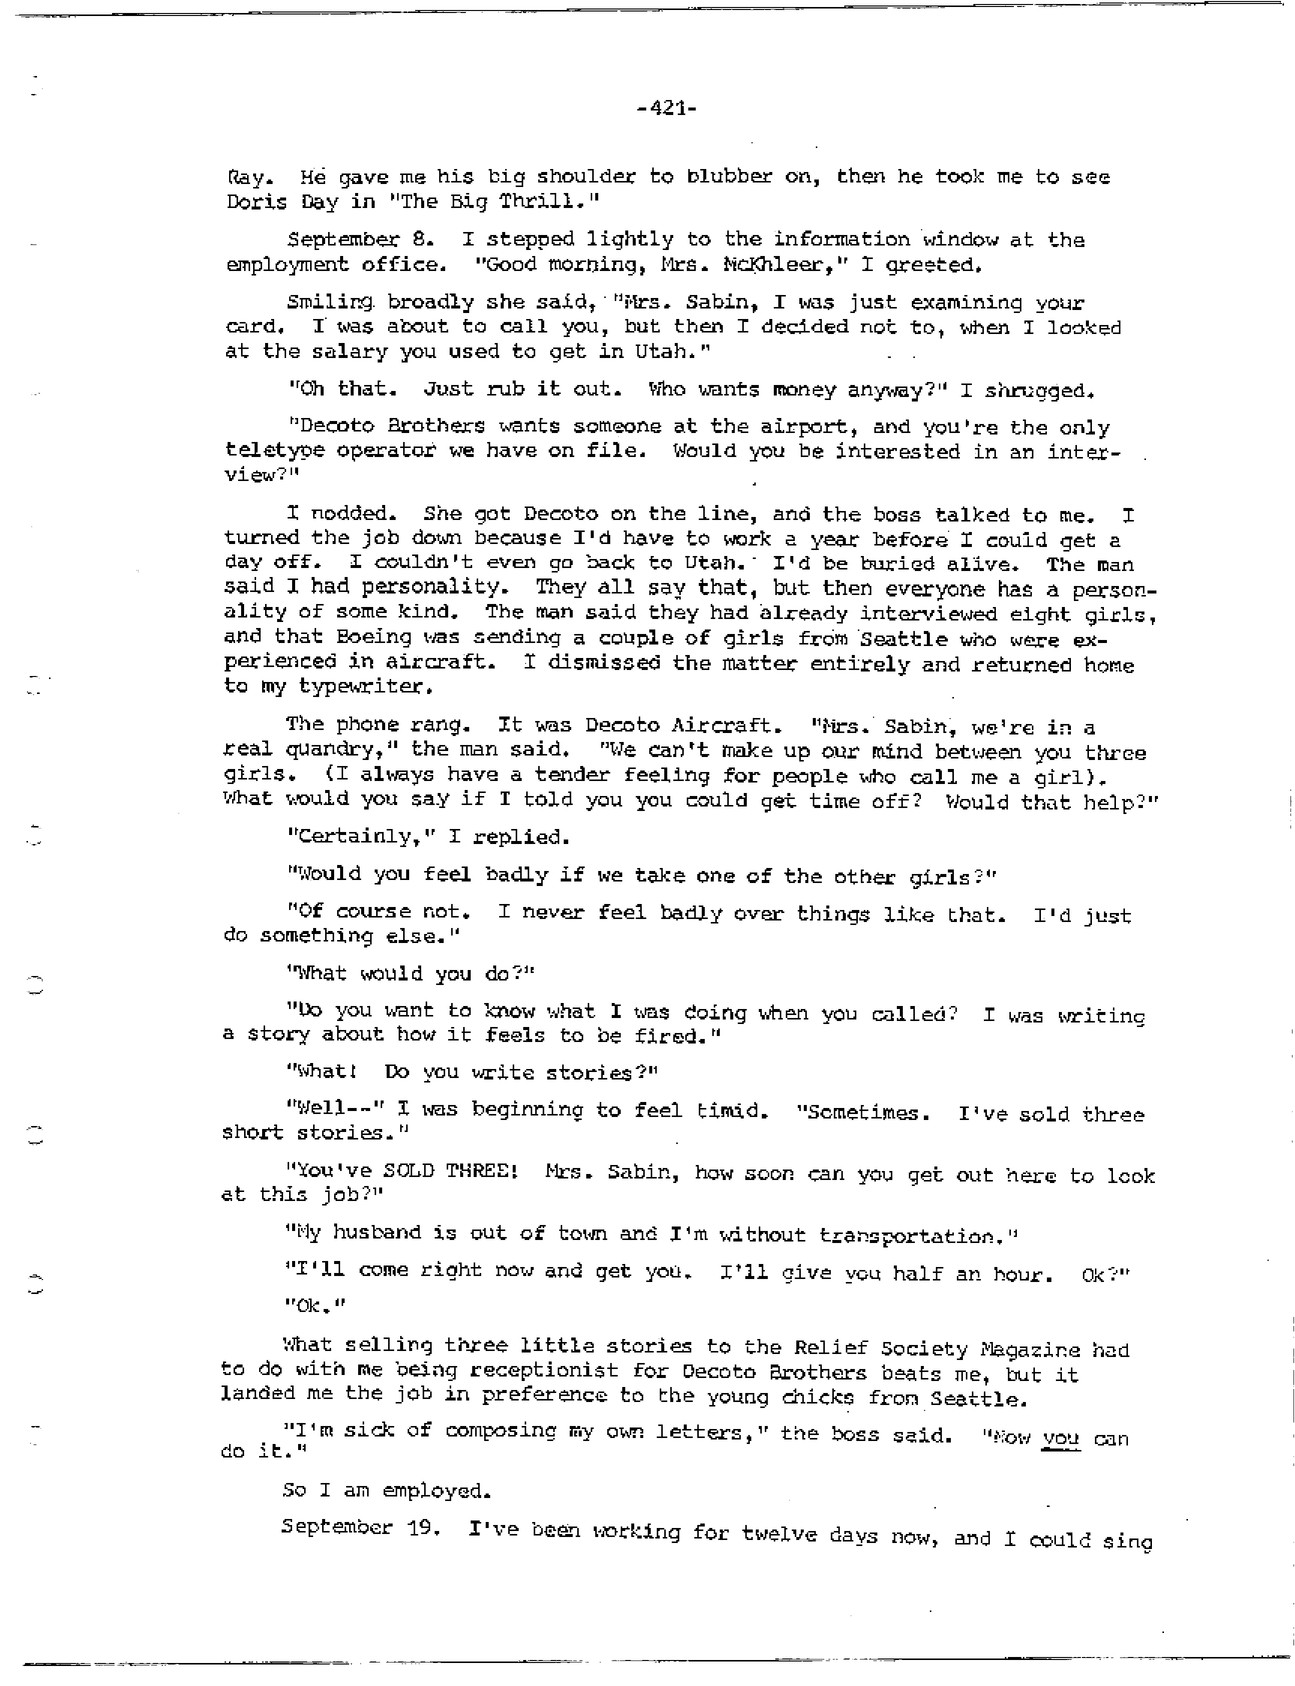 -421-
Ray. He gave me his big shoulder to blubber on, then he took me to see
Doris Day in "The Big Thrill."
September 8. I stepped lightly to the information window at the
employment office. "Good morning, Mrs. McKhleer," I greeted.
Smiling broadly she said, "Mrs. Sabin, I was just examining your
card. I was about to call you, but then I decided not to, when I looked
at the salary you used to get in Utah."
"Oh that. Just rub it out. Who wants money anyway?" I shrugged.
"Decoto Brothers wants someone at the airport, and you're the only
teletype operator we have on file. Would you be interested in an inter-
view?"
I nodded. She got Decoto on the line, and the boss talked to me. I
turned the job down because I'd have to work a year before I could get a
day off. I couldn't even go back to Utah. I'd be buried alive. The man
said I had personality. They all say that, but then everyone has a person-
ality of some kind. The man said they had already interviewed eight girls,
and that Boeing was sending a couple of girls from Seattle who were ex-
perienced in aircraft. I dismissed the matter entirely and returned home
to my typewriter.
The phone rang. It was Decoto Aircraft. "Mrs. Sabin, we're in a
real quandry," the man said. "We can't make up our mind between you three
girls. (I always have a tender feeling for people who call me a girl).
What would you say if I told you you could get time off? Would that help?"
"Certainly," I replied.
"Would you feel badly if we take one of the other girls?"
"Of course not. I never feel badly over things like that. I'd just
do something else."
"What would you do?"
"Do you want to know what I was doing when you called? I was writing
a story about how it feels to be fired."
"What! Do you write stories?"
"Well--" I was beginning to feel timid. "Sometimes. I've sold three
short stories."
"You've SOLD THREE! Mrs. Sabin, how soon can you get out here to look
at this job?"
"My husband is out of town and I'm without transportation."
"I'll come right now and get you. I'll give you half an hour. Ok?"
"Ok."
What selling three little stories to the Relief Society Magazine had
to do with me being receptionist for Decoto Brothers beats me, but it
landed me the job in preference to the young chicks from Seattle.
"I'm sick of composing my own letters," the boss said. "Now you can
do it."
So I am employed.
September 19. I've been working for twelve days now, and I could sing